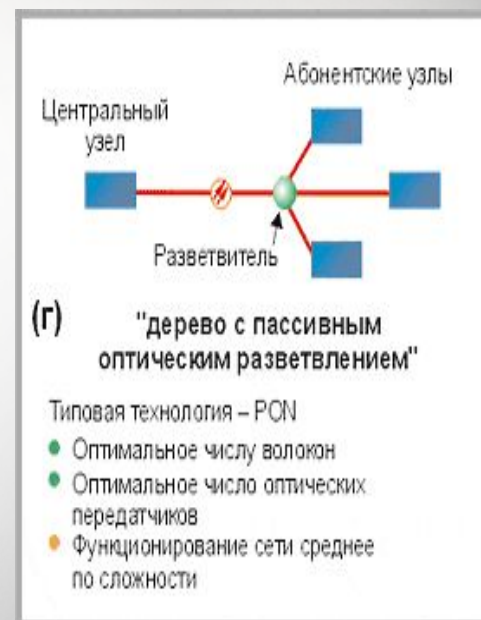 Абонентские узлы
Центральный
узел
Разветвитель
(г)
"дерево с пассивным
оптическим разветвлением"
Типовая технология – PON
Оптимальное числу волокон
Оптимальное число оптических
передатчиков
Функционирование сети среднее
по сложности